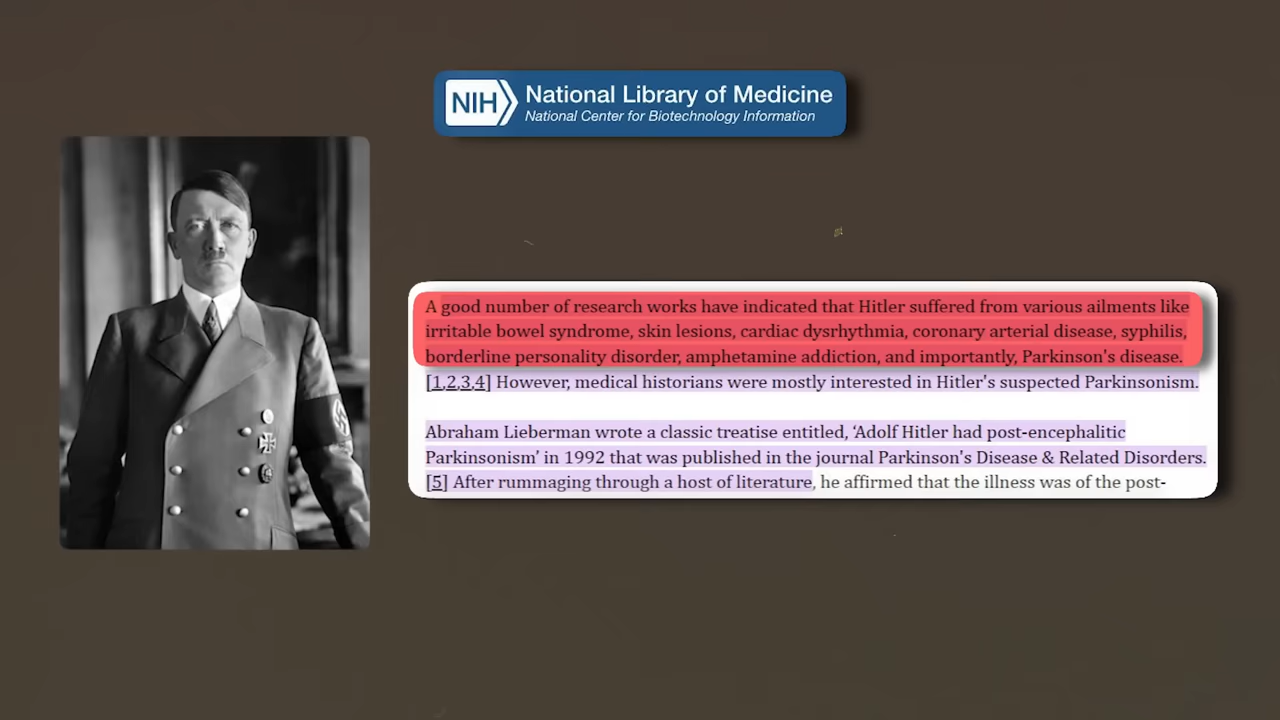 NIH National Library of Medicine
National Center for Biotechnology Information
A good number of research works have indicated that Hitler suffered from various ailments like
irritable bowel syndrome, skin lesions, cardiac dysrhythmia, coronary arterial disease, syphilis,
borderline personality disorder, amphetamine addiction, and importantly, Parkinson's disease.
[1,2,3,4] However, medical historians were mostly interested in Hitler's suspected Parkinsonism.
Abraham Lieberman wrote a classic treatise entitled, ‘Adolf Hitler had post-encephalitic
Parkinsonism’ in 1992 that was published in the journal Parkinson's Disease & Related Disorders.
[5] After rummaging through a host of literature, he affirmed that the illness was of the post-